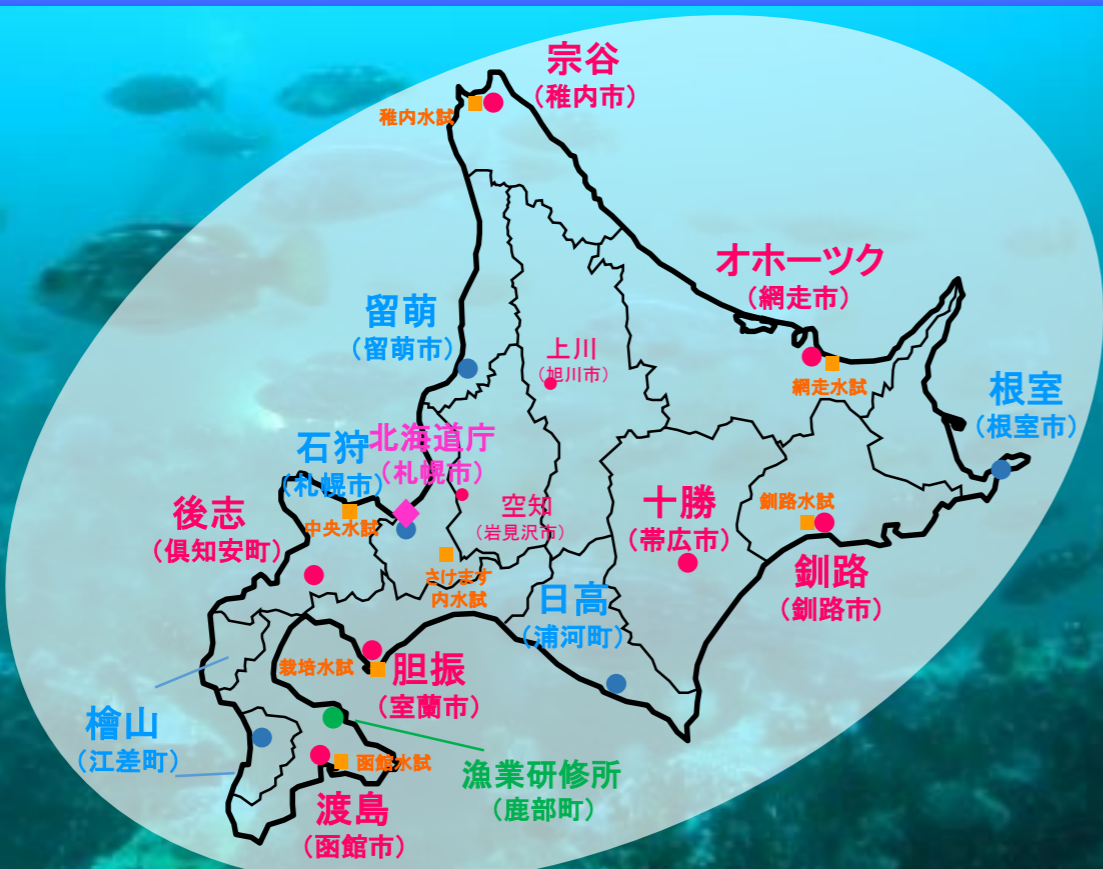 宗谷
（稚内市）
稚内水試
オホーツク
（網走市）
網走水試
留萌
（留萌市）
上川
（旭川市）
根室
（根室市）
石狩
（札幌市）
北海道庁
（札幌市）
中央水試
後志
（倶知安町）
空知
（岩見沢市）
十勝
（帯広市）
釧路水試
釧路
（釧路市）
さけます
内水試
日高
（浦河町）
栽培水試
胆振
（室蘭市）
檜山
（江差町）
函館水試
漁業研修所
（鹿部町）
渡島
（函館市）